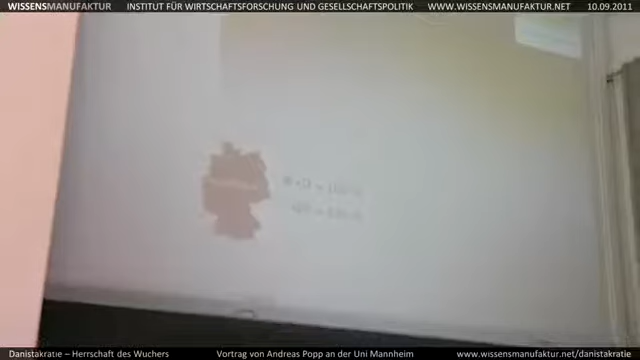 WISSENSMANUFAKTUR INSTITUT FÜR WIRTSCHAFTSFORSCHUNG UND GESELLSCHAFTSPOLITIK WWW.WISSENSMANUFAKTUR.NET 10.09.2011
Danistakratie – Herrschaft des Wuchers Vortrag von Andreas Popp an der Uni Mannheim www.wissensmanufaktur.net/danistakratie